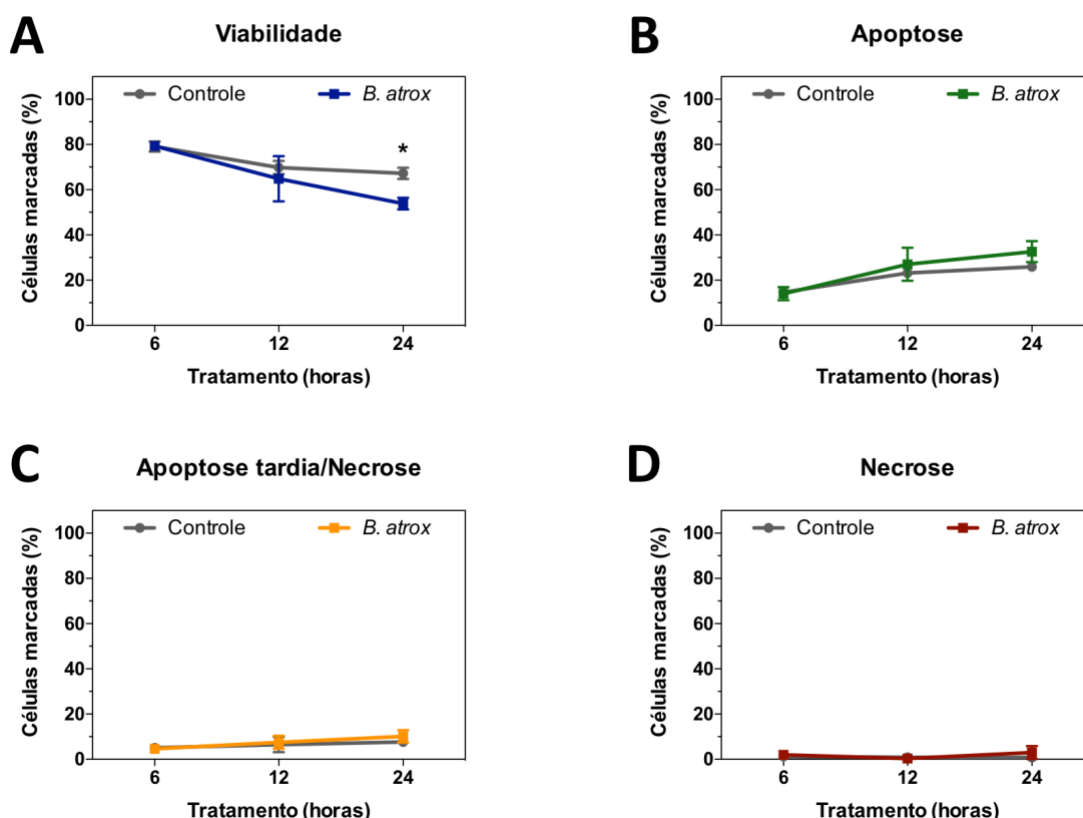 A
Viabilidade
Controle
B. atrox
*
Células marcadas (%)
100
80
60
40
20
0
6
12
24
Tratamento (horas)
B
Apoptose
Controle
B. atrox
Células marcadas (%)
100
80
60
40
20
0
6
12
24
Tratamento (horas)
C
Apoptose tardia/Necrose
Controle
B. atrox
Células marcadas (%)
100
80
60
40
20
0
6
12
24
Tratamento (horas)
D
Necrose
Controle
B. atrox
Células marcadas (%)
100
80
60
40
20
0
6
12
24
Tratamento (horas)